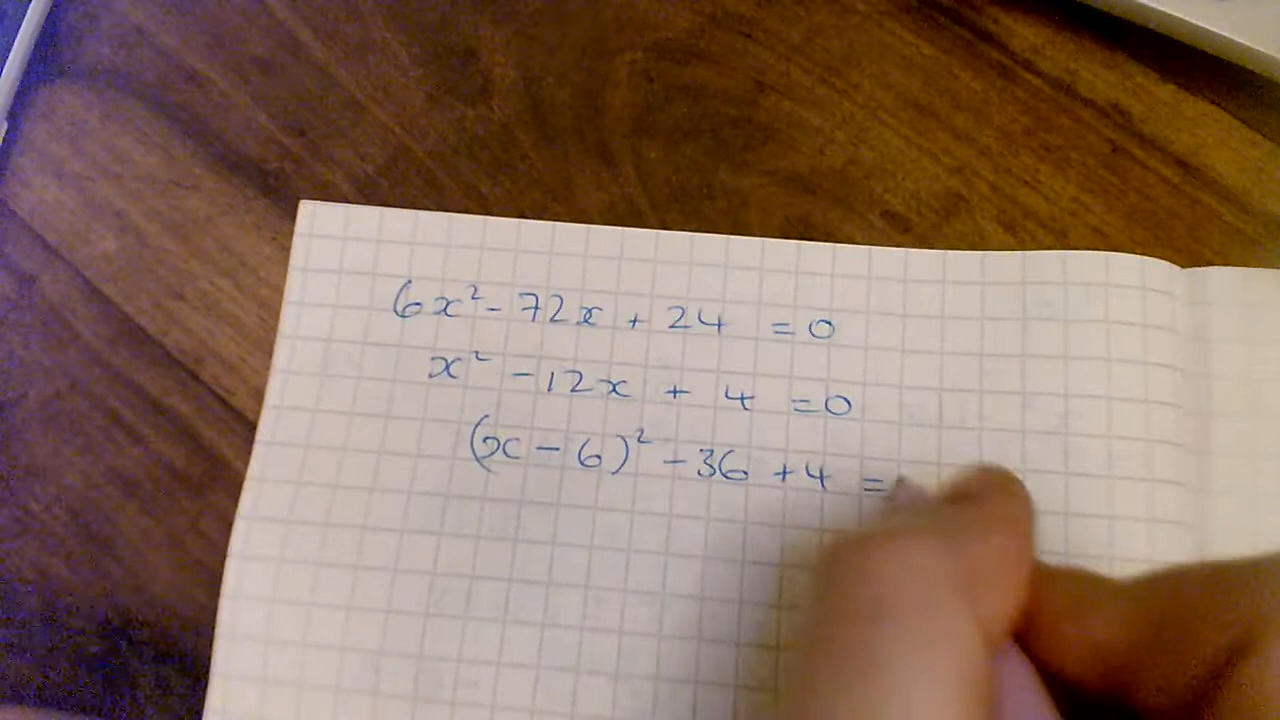 6x² - 72x + 24 = 0
x² - 12x + 4 = 0
(x - 6)² - 36 + 4 =